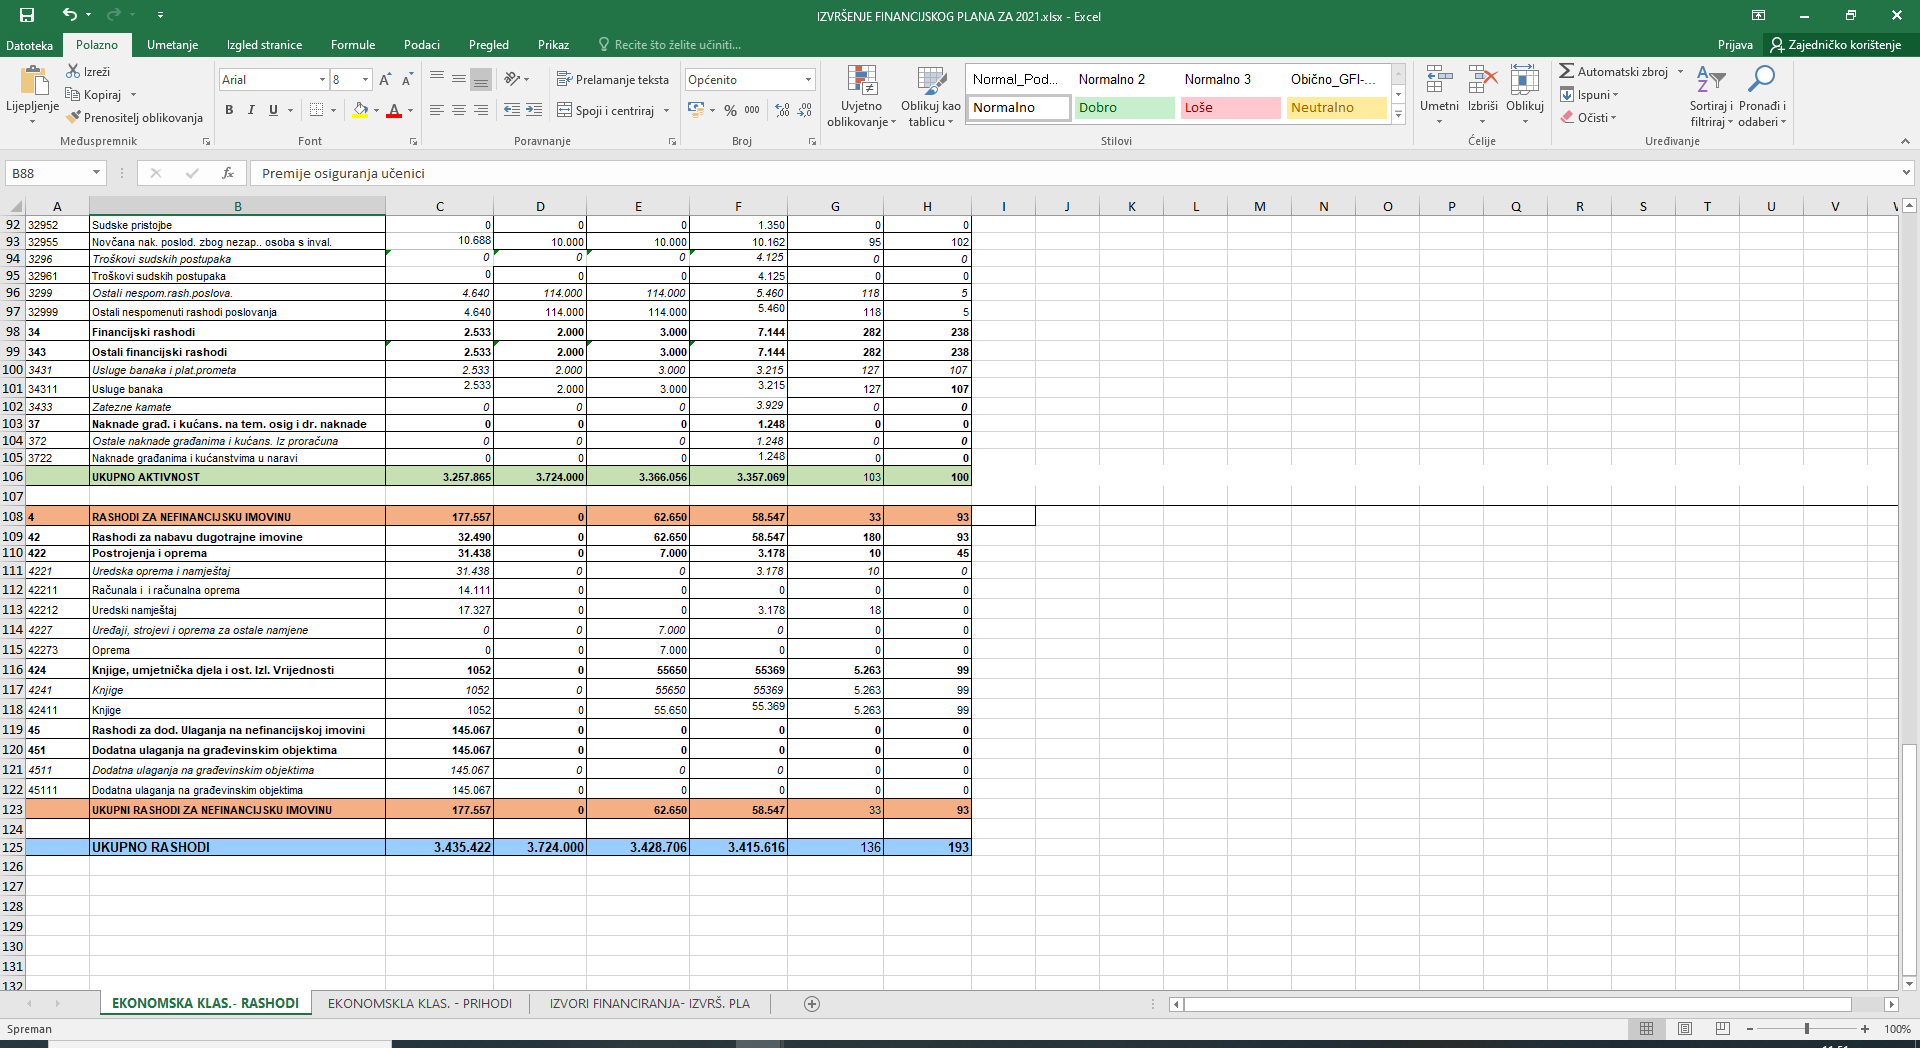 IZVRŠENJE FINANCIJSKOG PLANA ZA 2021.xlsx - Excel
Datoteka Polazno Umetanje Izgled stranice Formule Podaci Pregled Prikaz Recite što želite učiniti... Prijava Zajedničko korištenje
Lijepljenje
Izreži
Kopiraj
Prenositelj oblikovanja
Međuspremnik
Arial 8
B I U
Font
Prelamanje teksta
Spoji i centriraj
Poravnanje
Općenito
% 000
Broj
Uvjetno oblikovanje
Oblikuj kao tablicu
Normal_Pod... Normalno 2 Normalno 3 Obično_GFI-...
Normalno Dobro Loše Neutralno
Stilovi
Umetni Izbriši Oblikuj
Ćelije
Automatski zbroj
Ispuni
Očisti
Sortiraj i filtriraj
Pronađi i odaberi
Uređivanje
B88 fx Premije osiguranja učenici
A B C D E F G H I J K L M N O P Q R S T U V
92 32952 Sudske pristojbe 0 0 0 1.350 0 0
93 32955 Novčana nak. poslod. zbog nezap.. osoba s inval. 10.688 10.000 10.000 10.162 95 102
94 3296 Troškovi sudskih postupaka 0 0 0 4.125 0 0
95 32961 Troškovi sudskih postupaka 0 0 0 4.125 0 0
96 3299 Ostali nespom.rash.poslova. 4.640 114.000 114.000 5.460 118 5
97 32999 Ostali nespomenuti rashodi poslovanja 4.640 114.000 114.000 5.460 118 5
98 34 Financijski rashodi 2.533 2.000 3.000 7.144 282 238
99 343 Ostali financijski rashodi 2.533 2.000 3.000 7.144 282 238
100 3431 Usluge banaka i plat.prometa 2.533 2.000 3.000 3.215 127 107
101 34311 Usluge banaka 2.533 2.000 3.000 3.215 127 107
102 3433 Zatezne kamate 0 0 0 3.929 0 0
103 37 Naknade građ. i kućans. na tem. osig i dr. naknade 0 0 0 1.248 0 0
104 372 Ostale naknade građanima i kućans. Iz proračuna 0 0 0 1.248 0 0
105 3722 Naknade građanima i kućanstvima u naravi 0 0 0 1.248 0 0
106 UKUPNO AKTIVNOST 3.257.865 3.724.000 3.366.056 3.357.069 103 100
107
108 4 RASHODI ZA NEFINANCIJSKU IMOVINU 177.557 0 62.650 58.547 33 93
109 42 Rashodi za nabavu dugotrajne imovine 32.490 0 62.650 58.547 180 93
110 422 Postrojenja i oprema 31.438 0 7.000 3.178 10 45
111 4221 Uredska oprema i namještaj 31.438 0 0 3.178 10 0
112 42211 Računala i  i računalna oprema 14.111 0 0 0 0 0
113 42212 Uredski namještaj 17.327 0 0 3.178 18 0
114 4227 Uređaji, strojevi i oprema za ostale namjene 0 0 7.000 0 0 0
115 42273 Oprema 0 0 7.000 0 0 0
116 424 Knjige, umjetnička djela i ost. Izl. Vrijednosti 1052 0 55650 55369 5.263 99
117 4241 Knjige 1052 0 55650 55369 5.263 99
118 42411 Knjige 1052 0 55.650 55.369 5.263 99
119 45 Rashodi za dod. Ulaganja na nefinancijskoj imovini 145.067 0 0 0 0 0
120 451 Dodatna ulaganja na građevinskim objektima 145.067 0 0 0 0 0
121 4511 Dodatna ulaganja na građevinskim objektima 145.067 0 0 0 0 0
122 45111 Dodatna ulaganja na građevinskim objektima 145.067 0 0 0 0 0
123 UKUPNI RASHODI ZA NEFINANCIJSKU IMOVINU 177.557 0 62.650 58.547 33 93
124
125 UKUPNO RASHODI 3.435.422 3.724.000 3.428.706 3.415.616 136 193
126
127
128
129
130
131
132
EKONOMSKA KLAS.- RASHODI EKONOMSKLA KLAS. - PRIHODI IZVORI FINANCIRANJA- IZVRŠ. PLA
Spreman 100%